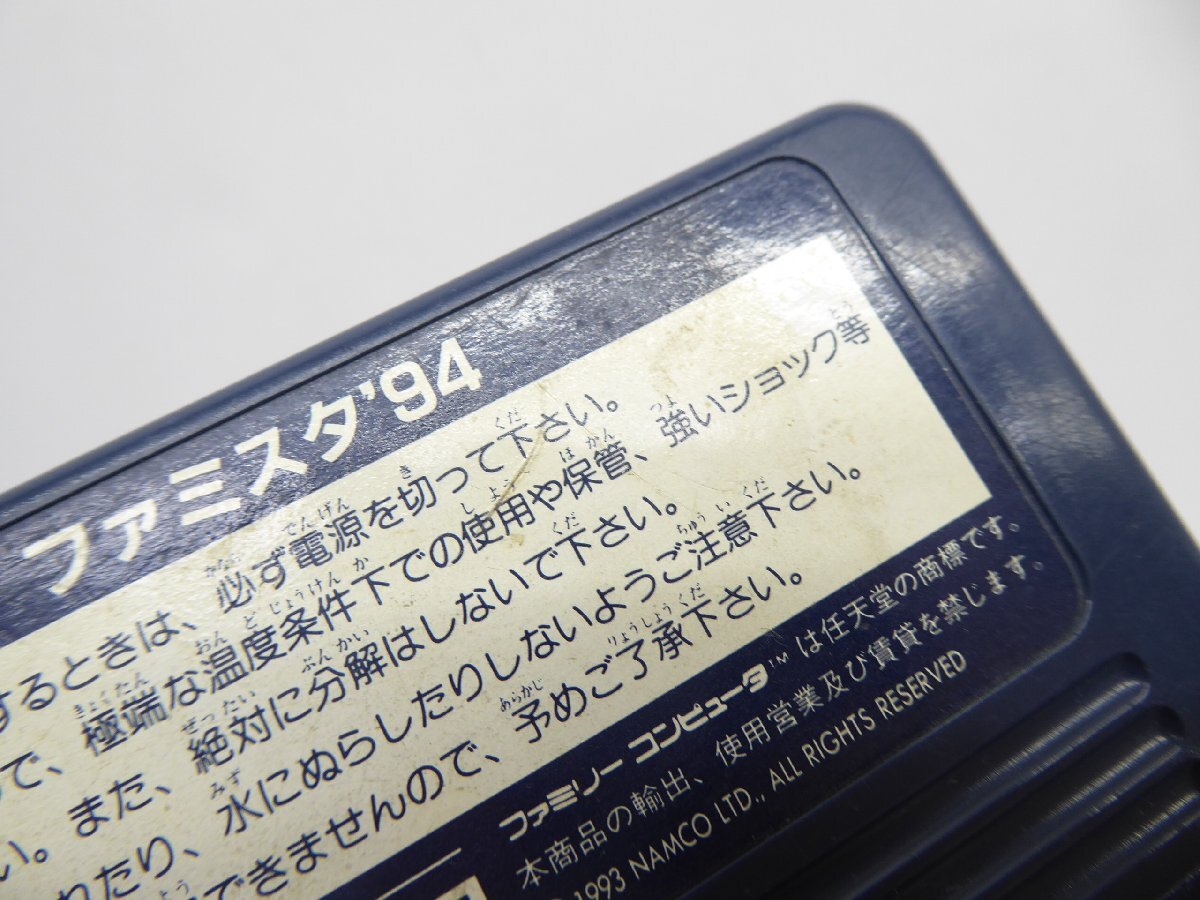 ファミスタ'94
するときは、必ず電源を切って下さい。
で、極端な温度条件下での使用や保管、強いショック等
い。また、絶対に分解はしないで下さい。
れたり、水にぬらしたりしないようご注意下さい。
できませんので、予めご了承下さい。
ファミリー コンピュータ™は任天堂の商標です。
本商品の輸出、使用営業及び賃貸を禁じます。
1993 NAMCO LTD., ALL RIGHTS RESERVED